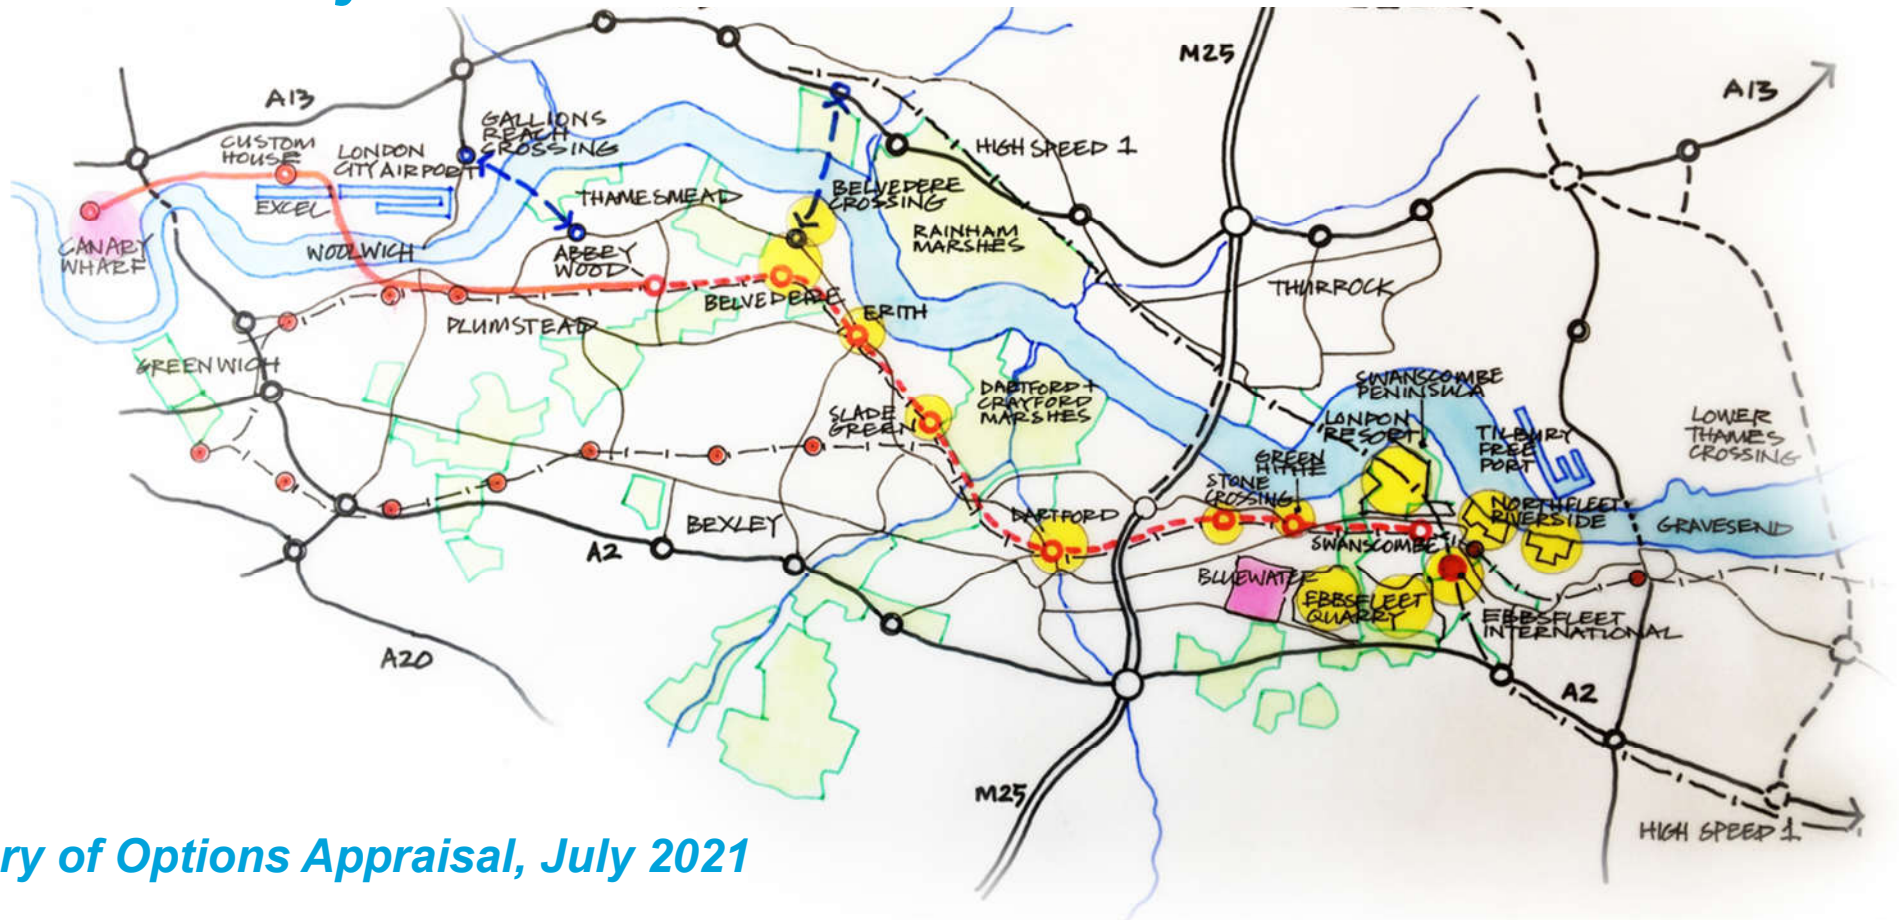 M25
A13
A13
GALLIONS
REACH
CROSSING
CUSTOM
HOUSE
LONDON
CITY AIRPORT
HIGH SPEED 1
EXCEL
THAMESMEAD
BELVEDERE
CROSSING
RAINHAM
MARSHES
CANARY
WHARF
WOOLWICH
ABBEY
WOOD
BELVEDERE
THURROCK
ERITH
PLUMSTEAD
GREENWICH
SLADE
GREEN
DARTFORD +
CRAYFORD
MARSHES
SWANSCOMBE
PENINSULA
LONDON
RESORT
TILBURY
FREE
PORT
LOWER
THAMES
CROSSING
GREEN
HITHE
STONE
CROSSING
DARTFORD
BEXLEY
NORTHFLEET
RIVERSIDE
GRAVESEND
SWANSCOMBE
A2
BLUEWATER
EBBSFLEET
QUARRY
EBBSFLEET
INTERNATIONAL
A20
A2
M25
HIGH SPEED 1
ry of Options Appraisal, July 2021